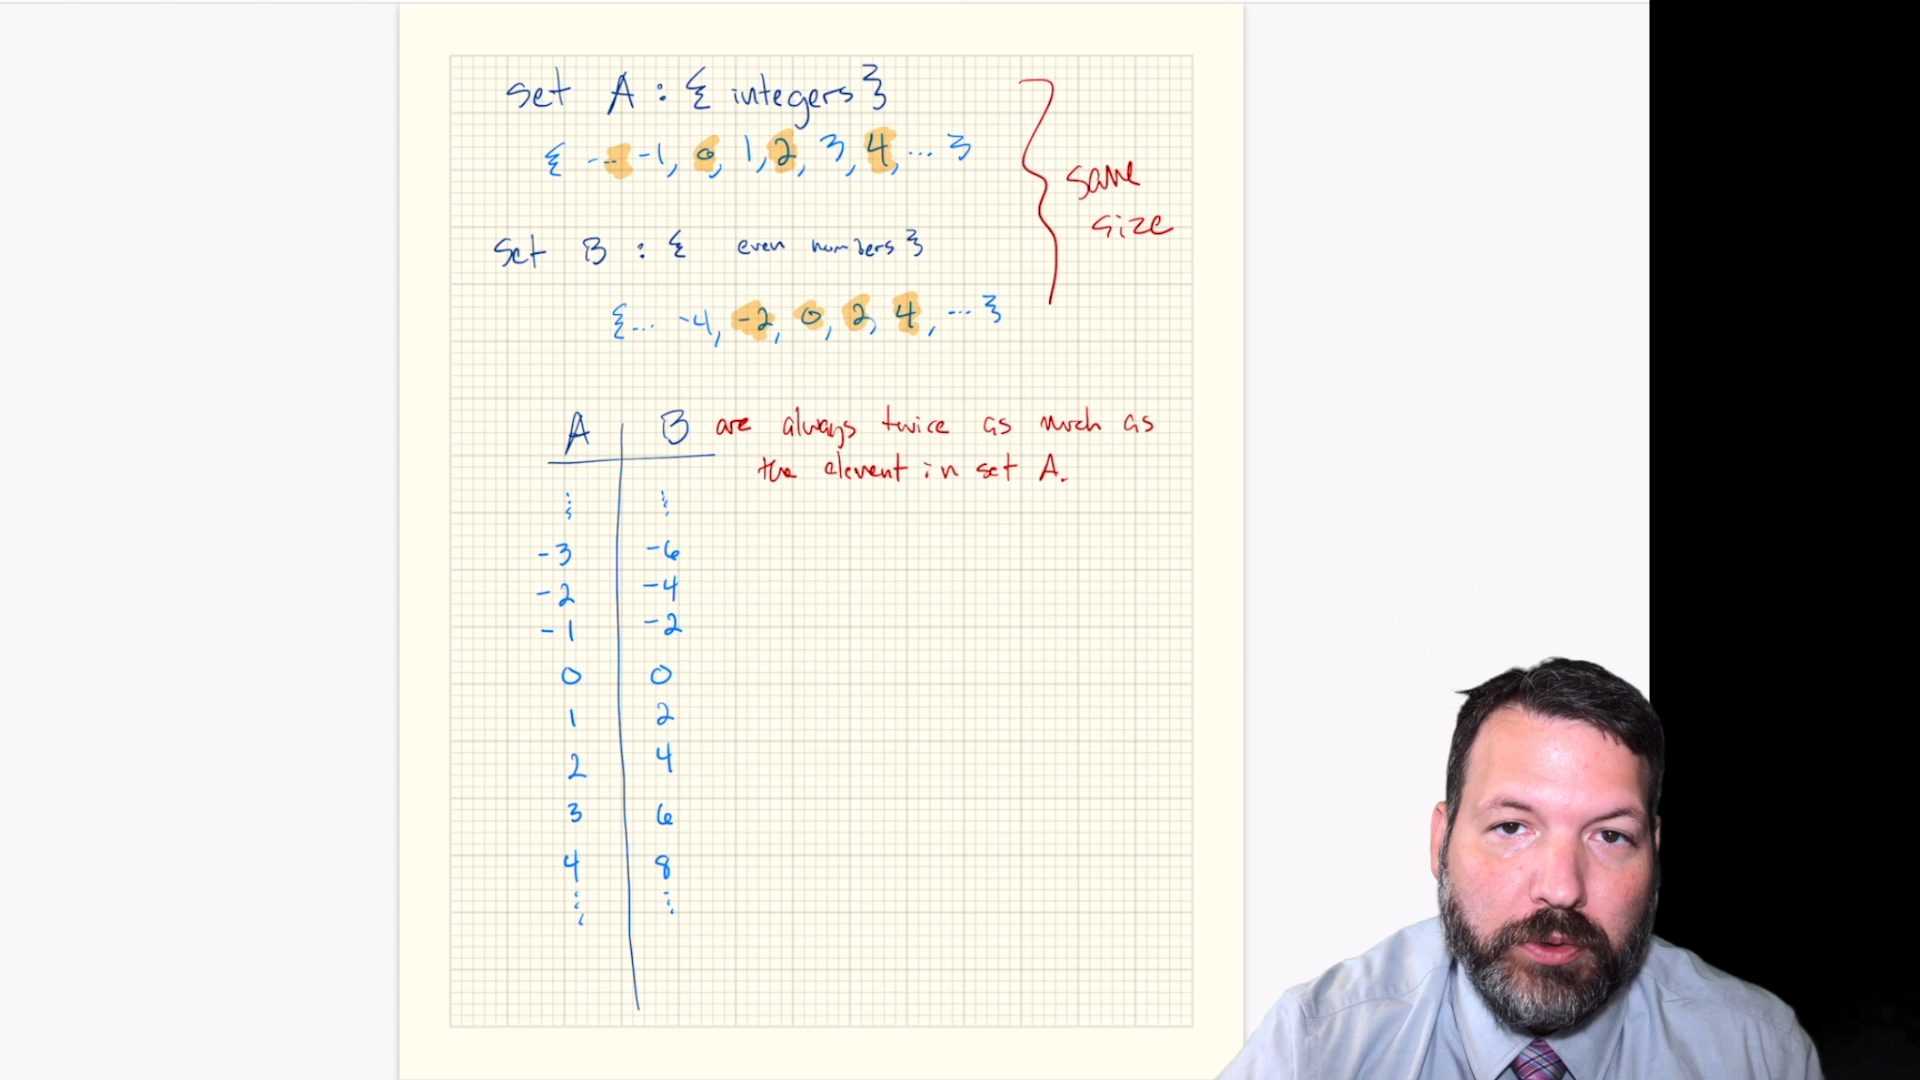 set A : { integers }
{ ... -1, 0, 1, 2, 3, 4, ... }
same
size
Set B : { even numbers }
{ ... -4, -2, 0, 2, 4, ... }
A B are always twice as much as
the element in set A.
⋮ ⋮
-3 -6
-2 -4
-1 -2
0 0
1 2
2 4
3 6
4 8
⋮ ⋮